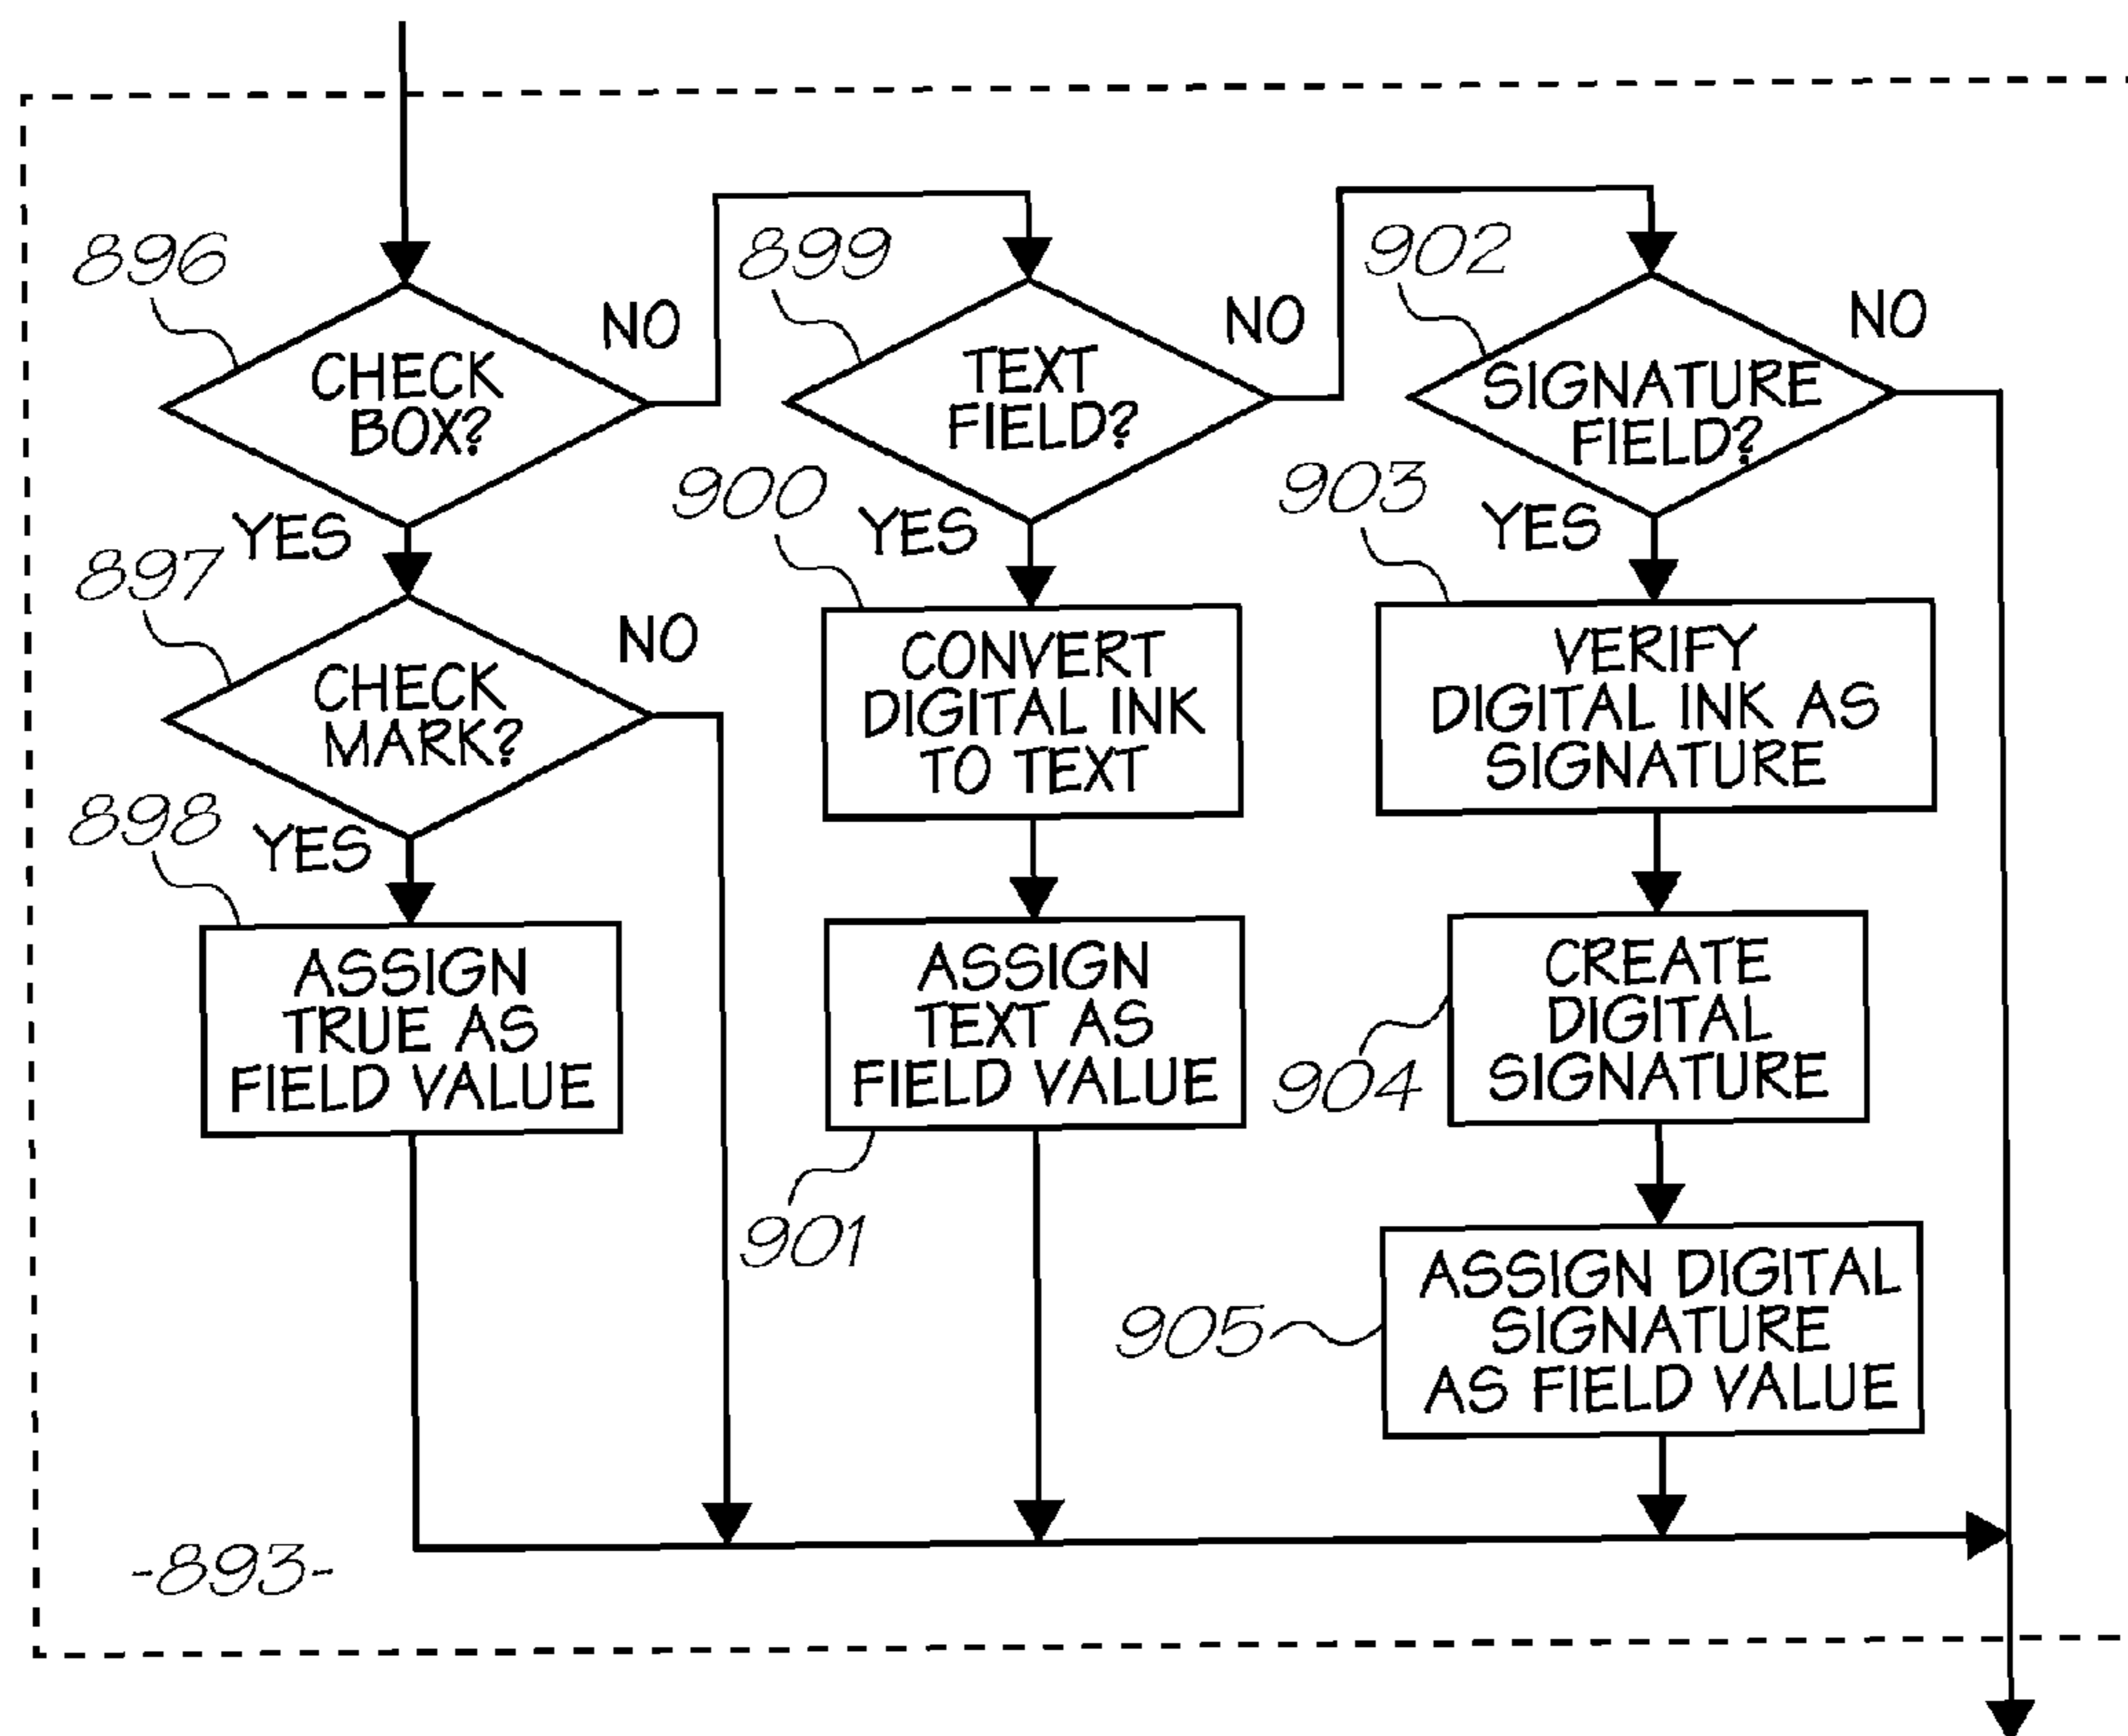 896
CHECK
BOX?
NO
YES
897
CHECK
MARK?
NO
YES
898
ASSIGN
TRUE AS
FIELD VALUE
899
TEXT
FIELD?
NO
YES
900
CONVERT
DIGITAL INK
TO TEXT
ASSIGN
TEXT AS
FIELD VALUE
901
902
SIGNATURE
FIELD?
NO
YES
903
VERIFY
DIGITAL INK AS
SIGNATURE
CREATE
DIGITAL
SIGNATURE
904
ASSIGN DIGITAL
SIGNATURE
AS FIELD VALUE
905
-893-